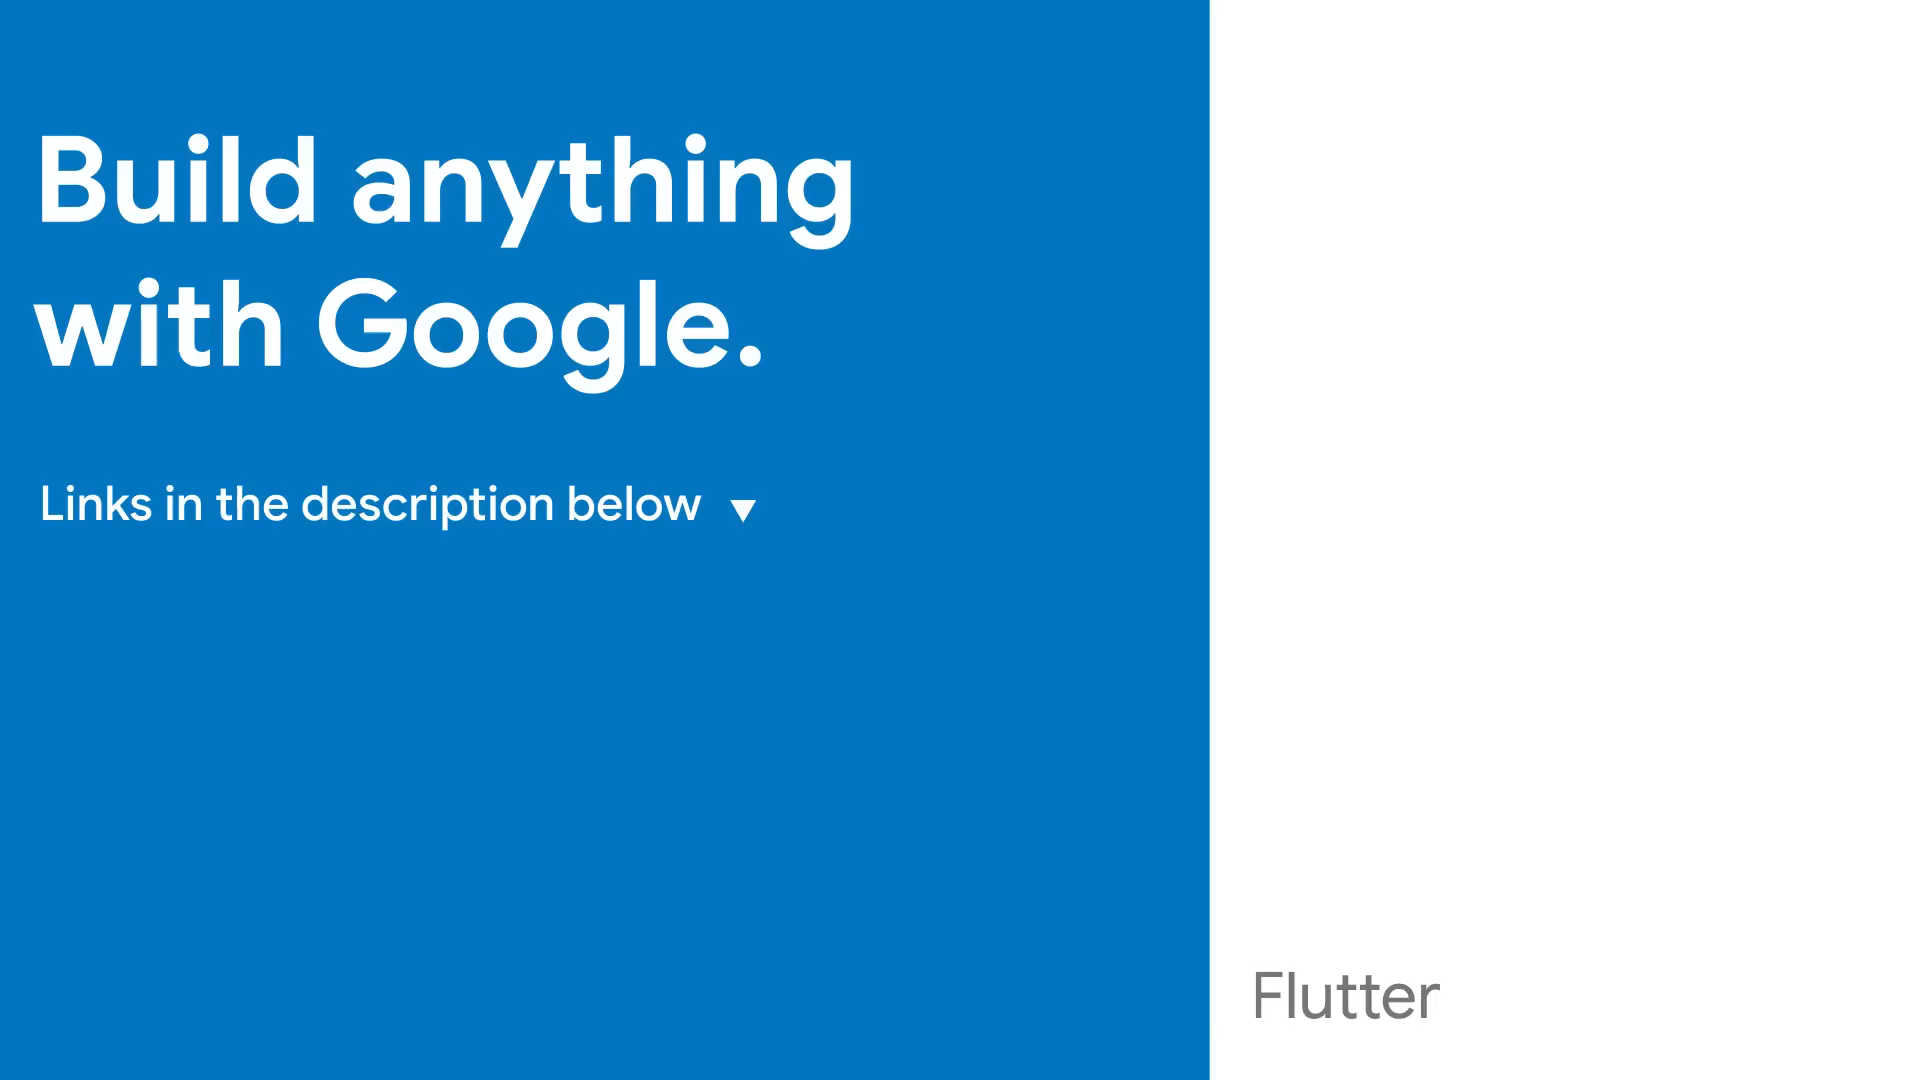 Build anything
with Google.
Links in the description below ▼
Flutter